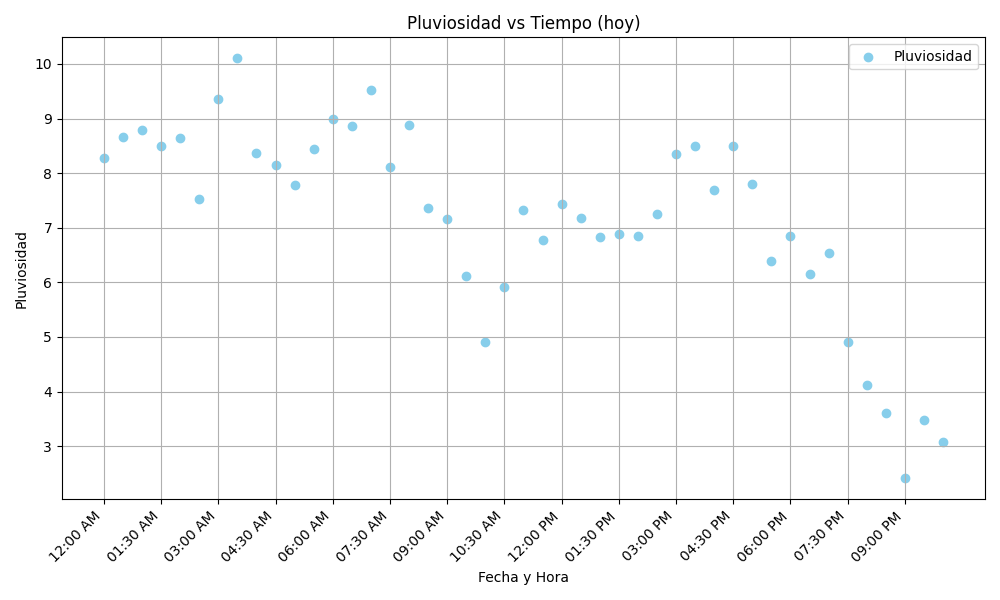 Pluviosidad vs Tiempo (hoy)
Pluviosidad
10
9
8
7
6
5
4
3
Pluviosidad
12:00 AM
01:30 AM
03:00 AM
04:30 AM
06:00 AM
07:30 AM
09:00 AM
10:30 AM
12:00 PM
01:30 PM
03:00 PM
04:30 PM
06:00 PM
07:30 PM
09:00 PM
Fecha y Hora